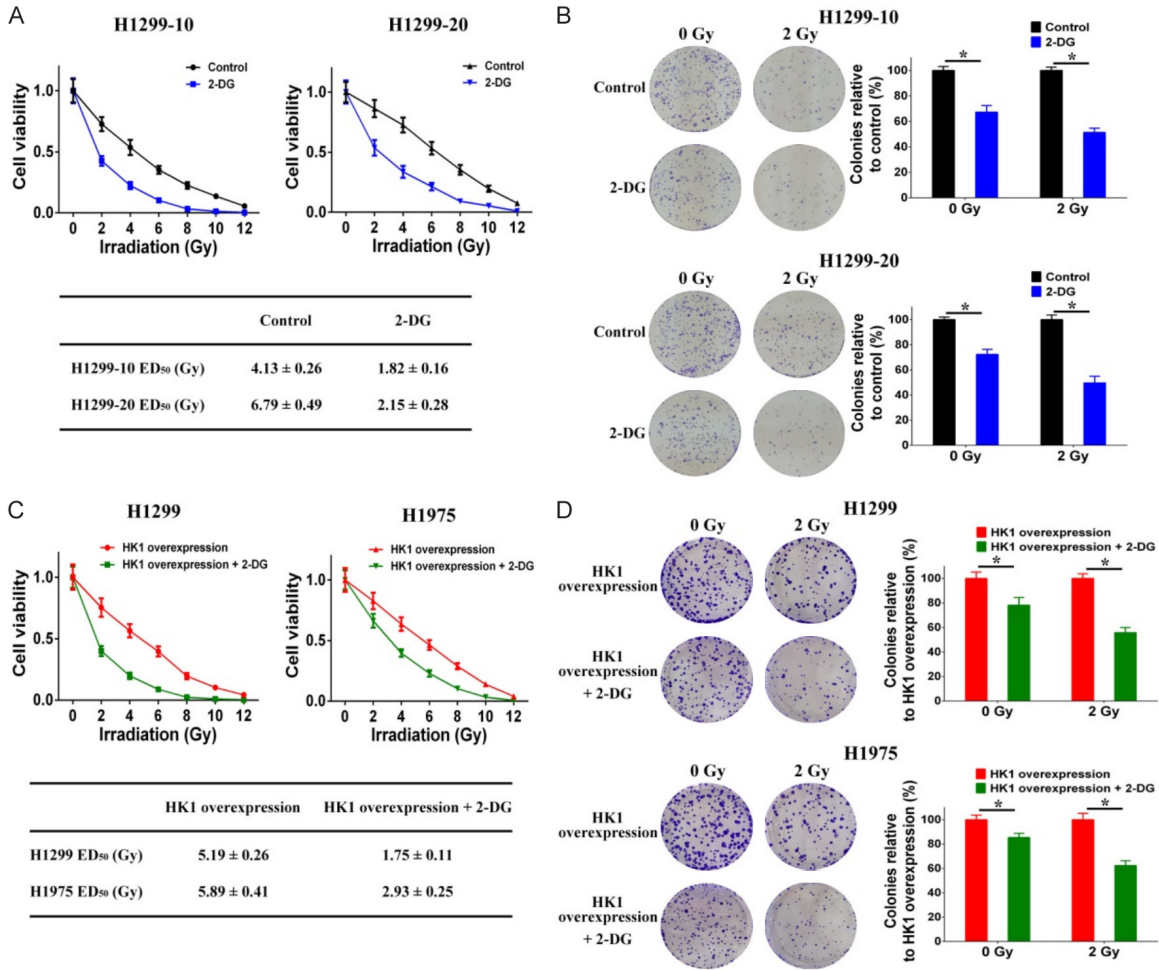 A
H1299-10
H1299-20
Control
2-DG
Control
2-DG
Cell viability
1.0
0.5
0.0
0 2 4 6 8 10 12
Irradiation (Gy)
Cell viability
1.0
0.5
0.0
0 2 4 6 8 10 12
Irradiation (Gy)
Control 2-DG
H1299-10 ED50 (Gy) 4.13 ± 0.26 1.82 ± 0.16
H1299-20 ED50 (Gy) 6.79 ± 0.49 2.15 ± 0.28
B
H1299-10
0 Gy 2 Gy
Control
2-DG
Control
2-DG
Colonies relative
to control (%)
100
80
60
40
20
0
* *
0 Gy 2 Gy
H1299-20
0 Gy 2 Gy
Control
2-DG
Control
2-DG
Colonies relative
to control (%)
100
80
60
40
20
0
* *
0 Gy 2 Gy
C
H1299
H1975
HK1 overexpression
HK1 overexpression + 2-DG
HK1 overexpression
HK1 overexpression + 2-DG
Cell viability
1.0
0.5
0.0
0 2 4 6 8 10 12
Irradiation (Gy)
Cell viability
1.0
0.5
0.0
0 2 4 6 8 10 12
Irradiation (Gy)
HK1 overexpression HK1 overexpression + 2-DG
H1299 ED50 (Gy) 5.19 ± 0.26 1.75 ± 0.11
H1975 ED50 (Gy) 5.89 ± 0.41 2.93 ± 0.25
D
H1299
0 Gy 2 Gy
HK1
overexpression
HK1
overexpression
+ 2-DG
HK1 overexpression
HK1 overexpression + 2-DG
Colonies relative
to HK1 overexpression (%)
100
80
60
40
20
0
* *
0 Gy 2 Gy
H1975
0 Gy 2 Gy
HK1
overexpression
HK1
overexpression
+ 2-DG
HK1 overexpression
HK1 overexpression + 2-DG
Colonies relative
to HK1 overexpression (%)
100
80
60
40
20
0
* *
0 Gy 2 Gy